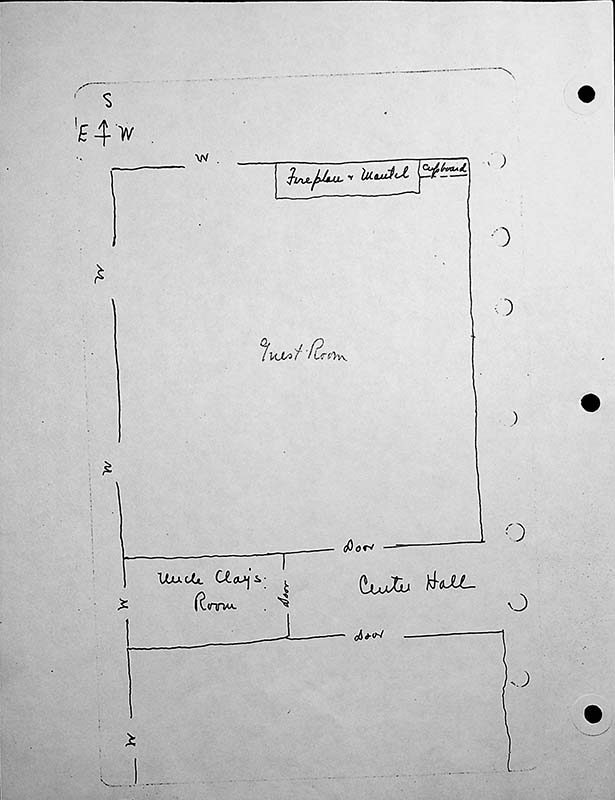 S
E W
W
Fireplace + Mantel
Cupboard
W
Guest Room
W
Door
Uncle Clay's
Room
Door
Center Hall
W
Door
W